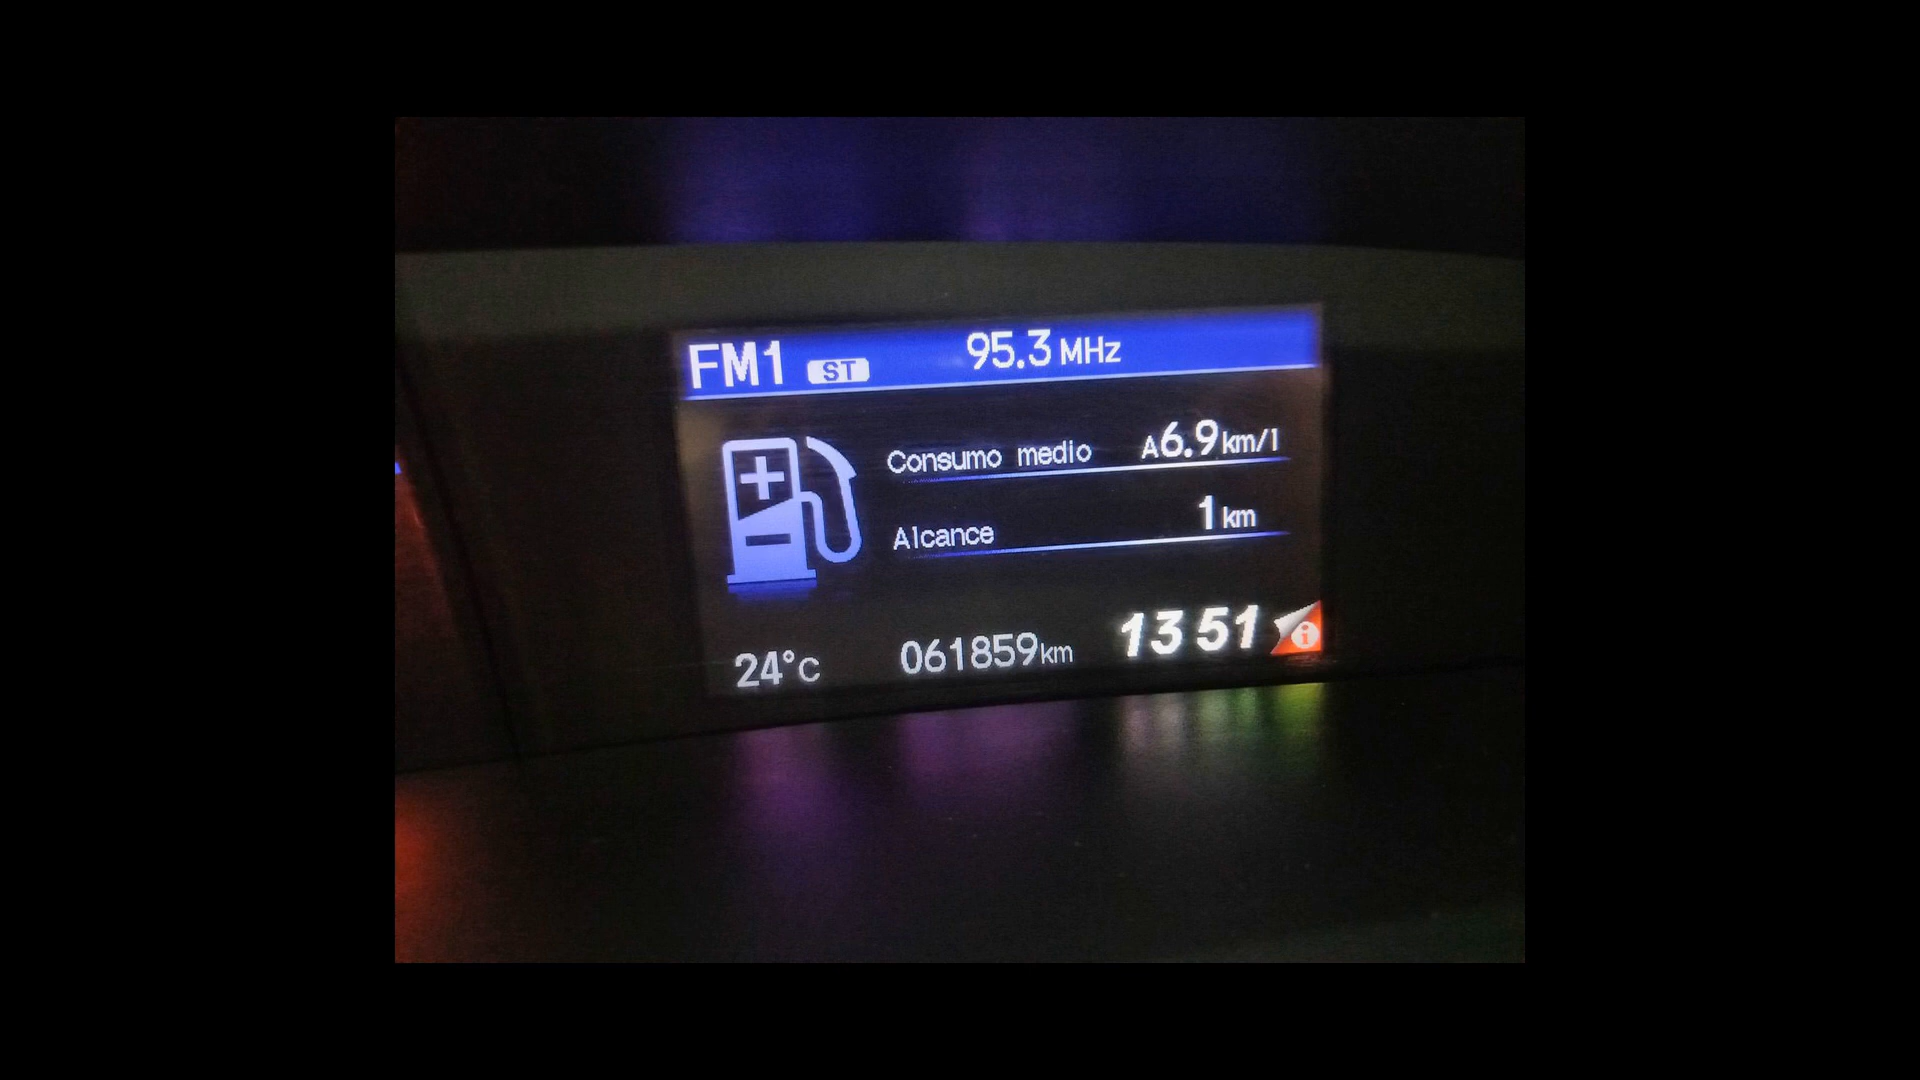 FM1 ST 95.3 MHz
Consumo medio A6.9 km/l
Alcance 1 km
24°C 061859km 13 51 i